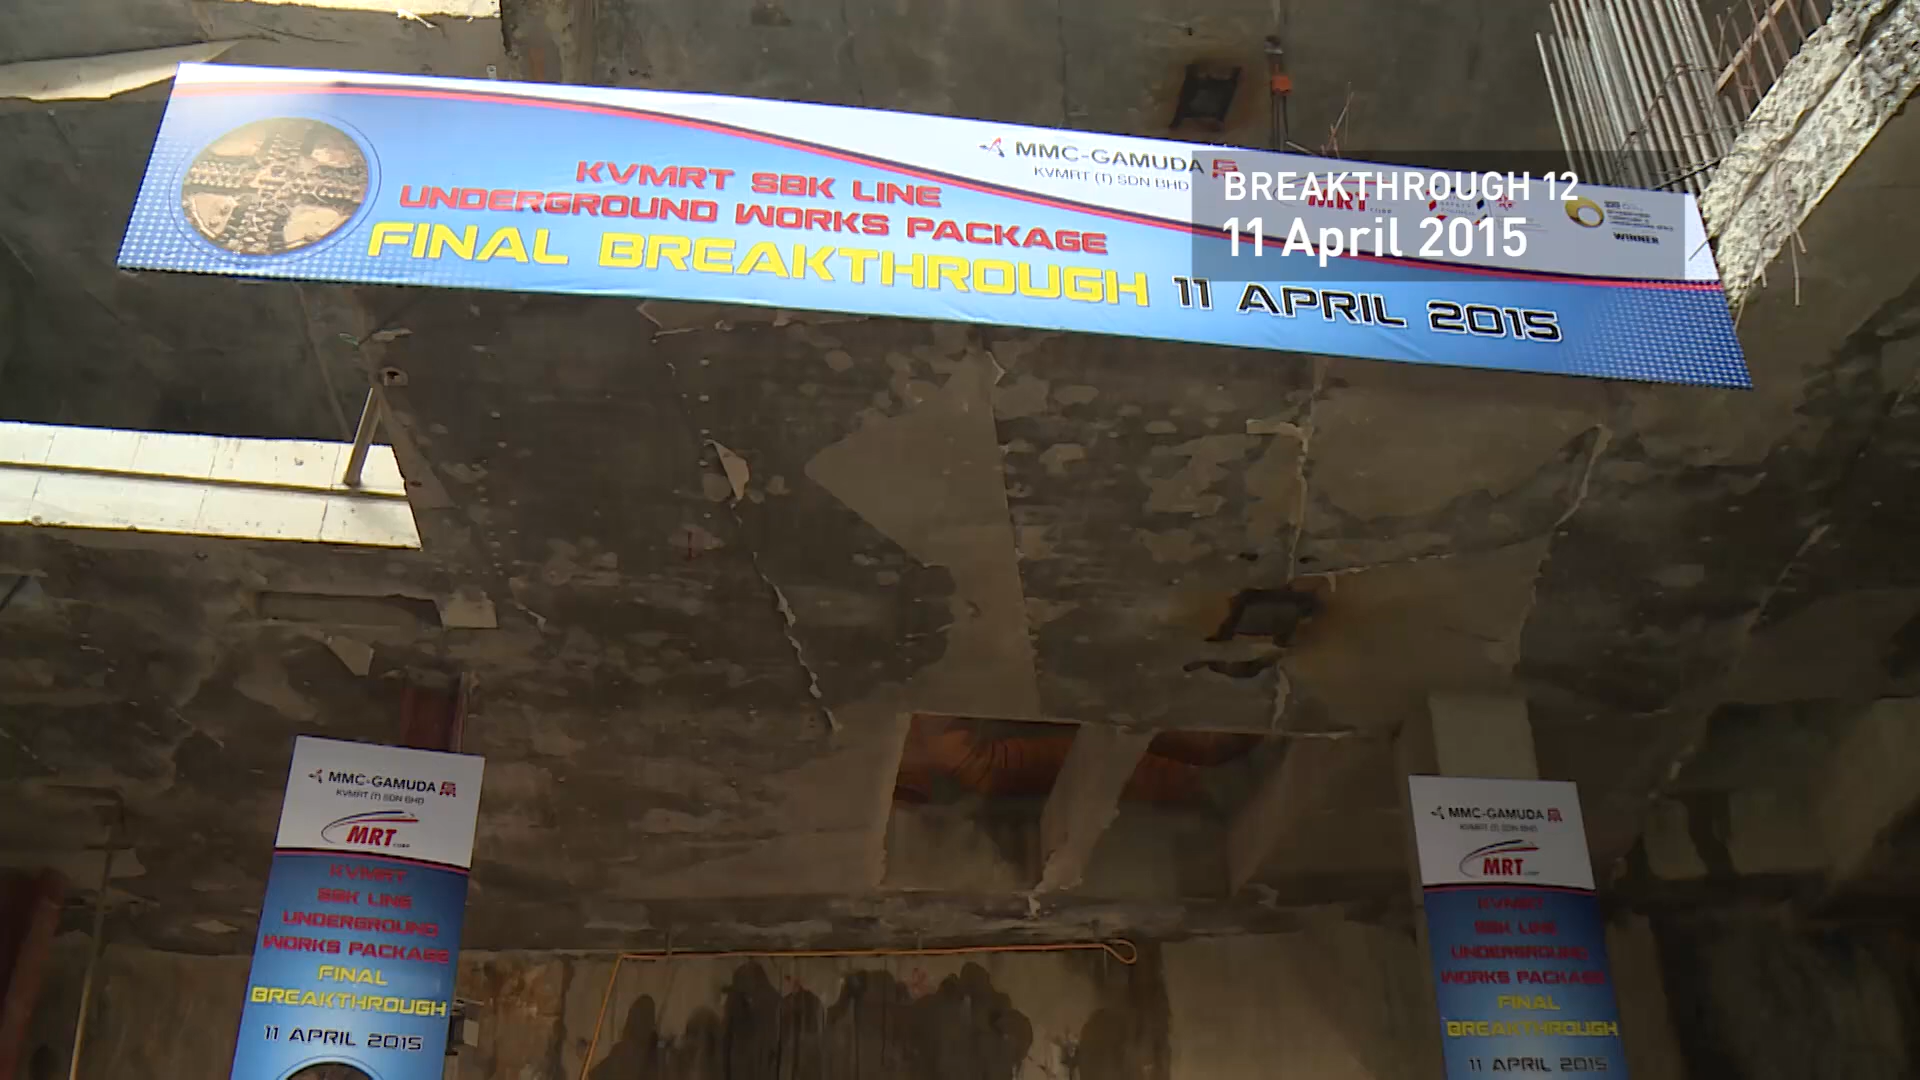 MMC-GAMUDA
KVMRT (T) SDN BHD
MRT
WINNER
KVMRT SBK LINE
UNDERGROUND WORKS PACKAGE
FINAL BREAKTHROUGH 11 APRIL 2015
BREAKTHROUGH 12
11 April 2015
MMC-GAMUDA
KVMRT (T) SDN BHD
MRT CORP
KVMRT
SBK LINE
UNDERGROUND
WORKS PACKAGE
FINAL
BREAKTHROUGH
11 APRIL 2015
MMC-GAMUDA
KVMRT (T) SDN BHD
MRT
KVMRT
SBK LINE
UNDERGROUND
WORKS PACKAGE
FINAL
BREAKTHROUGH
11 APRIL 2015